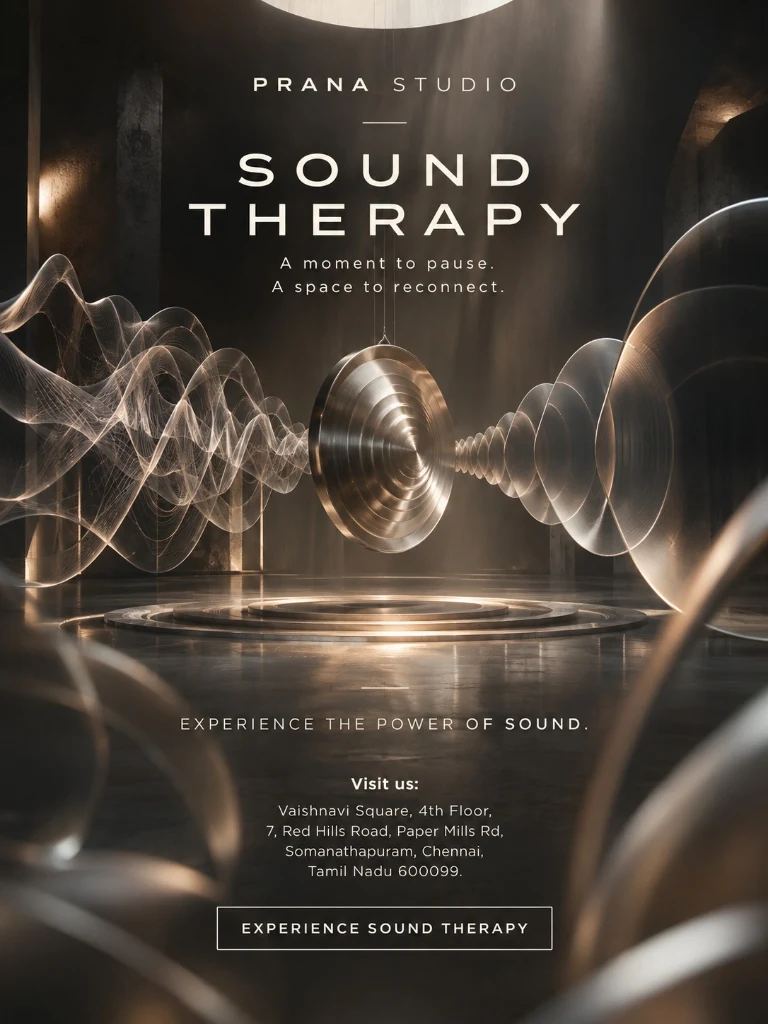 PRANA STUDIO
SOUND
THERAPY
A moment to pause.
A space to reconnect.
EXPERIENCE THE POWER OF SOUND.
Visit us:
Vaishnavi Square, 4th Floor,
7, Red Hills Road, Paper Mills Rd,
Somanathapuram, Chennai,
Tamil Nadu 600099.
EXPERIENCE SOUND THERAPY